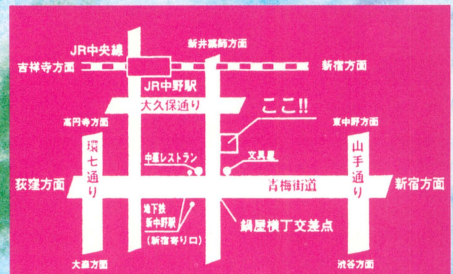 JR中央線
新井薬師方面
吉祥寺方面
新宿方面
JR中野駅
大久保通り
ここ!!
高円寺方面
東中野方面
環七通り
中華レストラン
文具屋
山手通り
荻窪方面
青梅街道
新宿方面
地下鉄
新中野駅
(新宿寄り口)
鍋屋横丁交差点
大森方面
渋谷方面